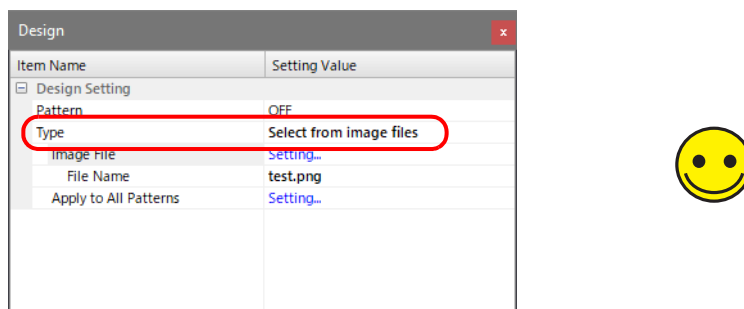 Design
x
Item Name Setting Value
Design Setting
Pattern OFF
Type Select from image files
Image File Setting...
File Name test.png
Apply to All Patterns Setting...